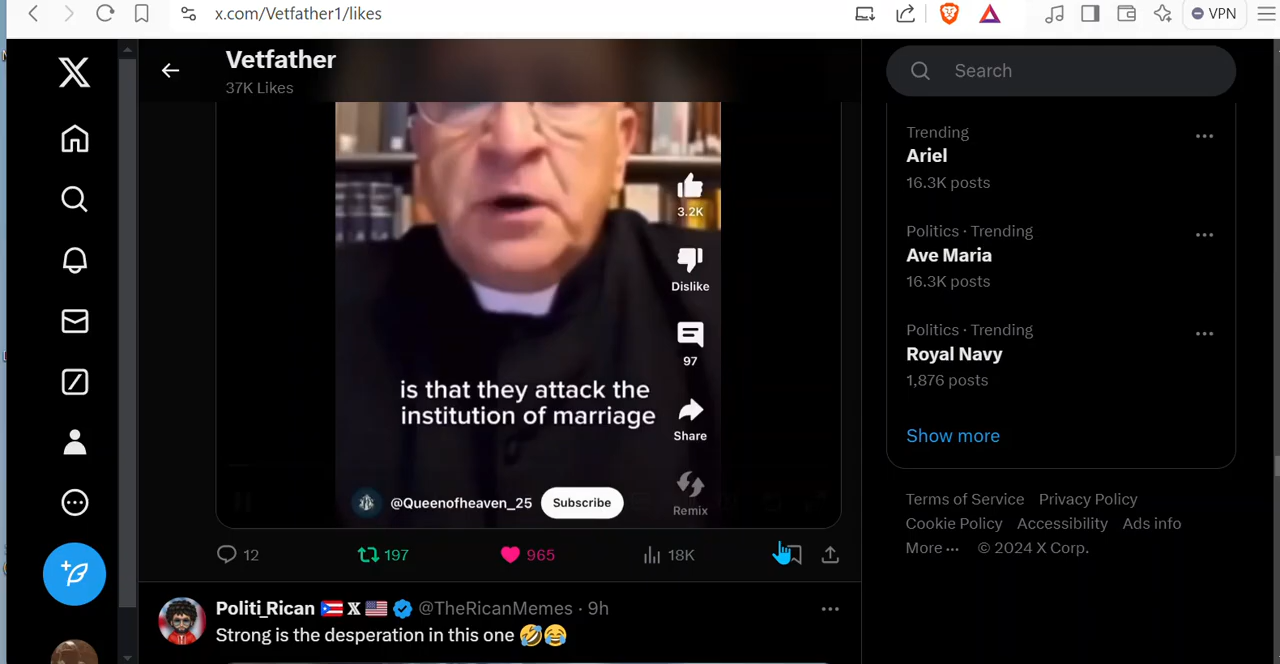 x.com/Vetfather1/likes
VPN
Vetfather
37K Likes
Search
3.2K
Dislike
97
is that they attack the
institution of marriage
Share
@Queenofheaven_25 Subscribe
Remix
12 197 965 18K
Politi_Rican 🇵🇷 𝕏 🇺🇸 @TheRicanMemes · 9h
Strong is the desperation in this one 🤣😂
Trending
Ariel
16.3K posts
Politics · Trending
Ave Maria
16.3K posts
Politics · Trending
Royal Navy
1,876 posts
Show more
Terms of Service Privacy Policy
Cookie Policy Accessibility Ads info
More ··· © 2024 X Corp.